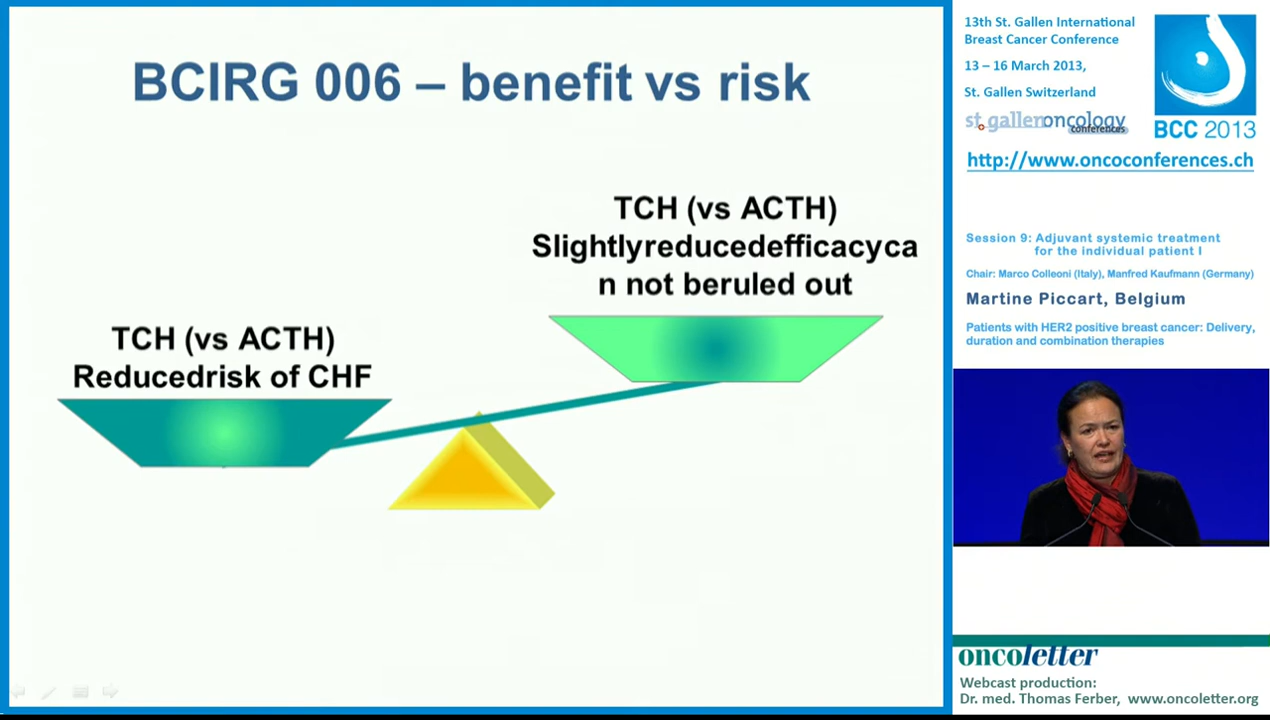 BCIRG 006 – benefit vs risk
TCH (vs ACTH)
Slightlyreducedefficacyca
n not beruled out
TCH (vs ACTH)
Reducedrisk of CHF
13th St. Gallen International
Breast Cancer Conference
13 – 16 March 2013,
St. Gallen Switzerland
st.gallenoncology
conferences
BCC 2013
http://www.oncoconferences.ch
Session 9: Adjuvant systemic treatment
for the individual patient I
Chair: Marco Colleoni (Italy), Manfred Kaufmann (Germany)
Martine Piccart, Belgium
Patients with HER2 positive breast cancer: Delivery,
duration and combination therapies
oncoletter
Webcast production:
Dr. med. Thomas Ferber, www.oncoletter.org